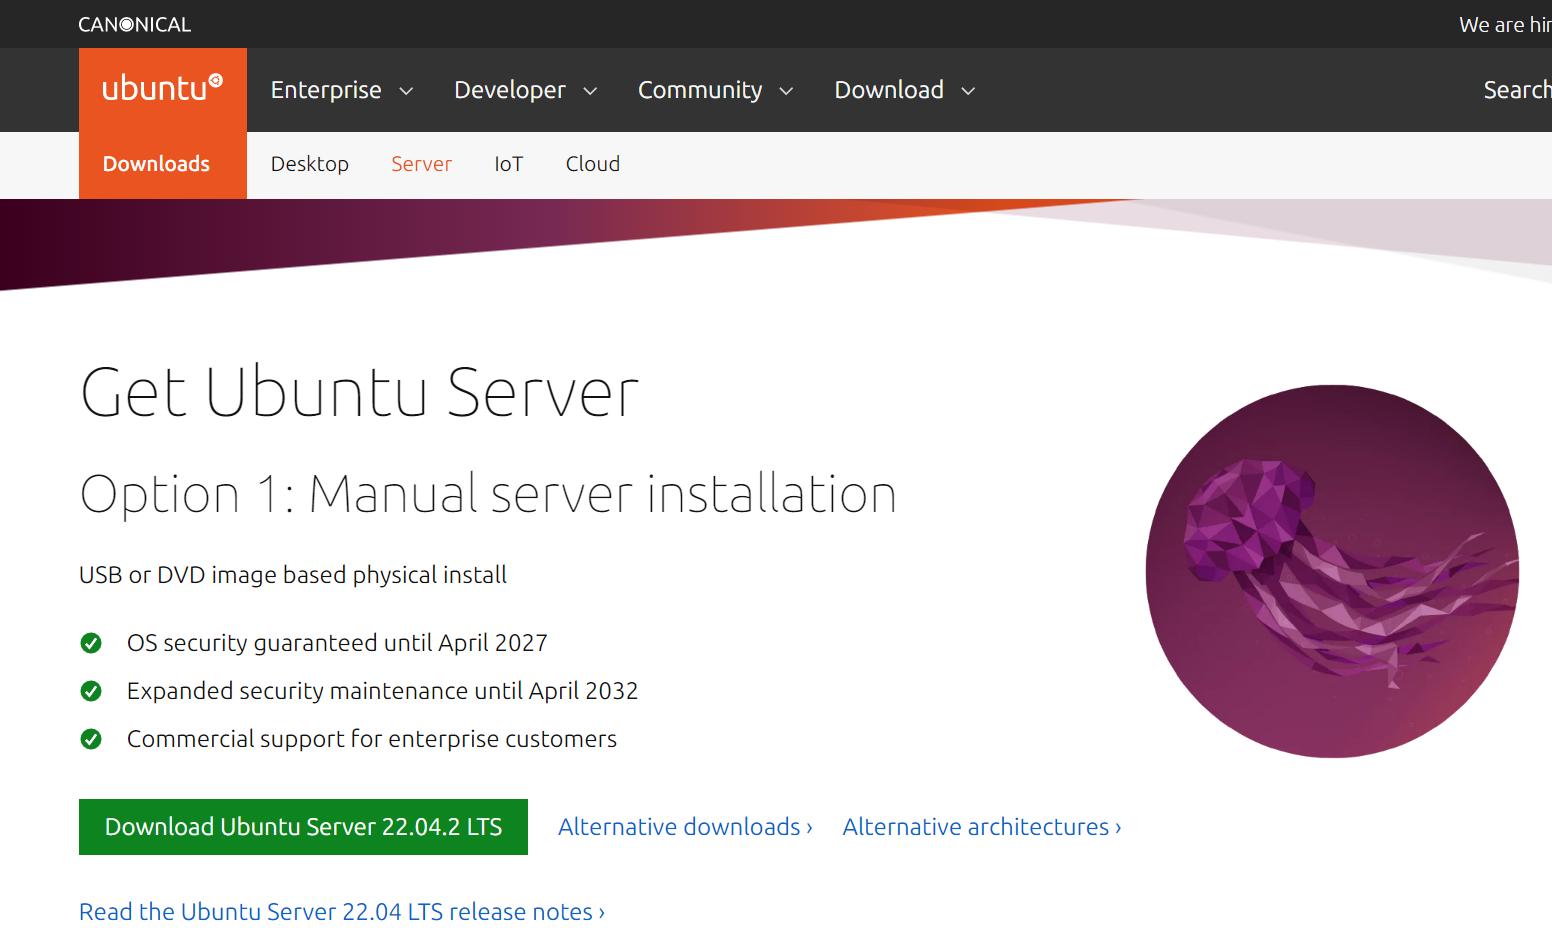 CANONICAL
We are hir
ubuntu
Enterprise
Developer
Community
Download
Search
Downloads
Desktop
Server
IoT
Cloud
Get Ubuntu Server
Option 1: Manual server installation
USB or DVD image based physical install
OS security guaranteed until April 2027
Expanded security maintenance until April 2032
Commercial support for enterprise customers
Download Ubuntu Server 22.04.2 LTS
Alternative downloads ›
Alternative architectures ›
Read the Ubuntu Server 22.04 LTS release notes ›